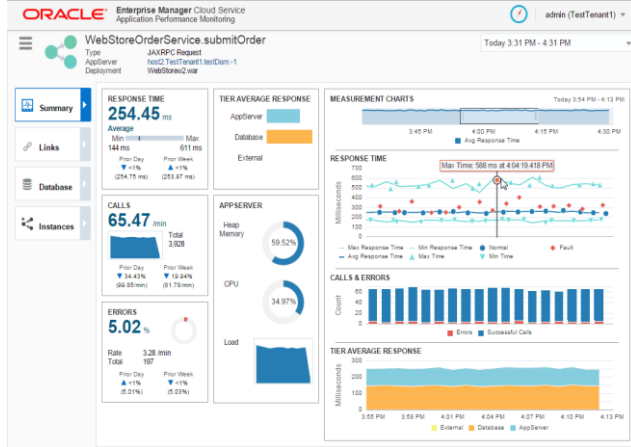 ORACLE Enterprise Manager Cloud Service
Application Performance Monitoring
admin (TestTenant1)
WebStoreOrderService.submitOrder
Type JAXRPC Request
AppServer host2.TestTenant1.testDom:-1
Deployment WebStorev2.war
Today 3:31 PM - 4:31 PM
Summary
Links
Database
Instances
RESPONSE TIME
254.45 ms
Average
Min Max
144 ms 611 ms
Prior Day Prior Week
<1% <1%
(254.75 ms) (253.87 ms)
CALLS
65.47 /min
Total
3,928
Prior Day Prior Week
34.43% 19.94%
(99.85/min) (81.78/min)
ERRORS
5.02 %
Rate 3.28 /min
Total 197
Prior Day Prior Week
<1% <1%
(5.01%) (5.03%)
TIER AVERAGE RESPONSE
AppServer
Database
External
APPSERVER
Heap
Memory
59.52%
CPU
34.97%
Load
MEASUREMENT CHARTS Today 3:54 PM - 4:13 PM
3:45 PM 4:00 PM 4:15 PM 4:30 PM
Avg Response Time
RESPONSE TIME
Max Time: 588 ms at 4:04:19.418 PM
Milliseconds
700
600
500
400
300
200
100
0
Max Response Time Min Response Time Normal Fault
Avg Response Time Max Time Min Time
CALLS & ERRORS
Count
60
40
20
0
Errors Successful Calls
TIER AVERAGE RESPONSE
Milliseconds
300
200
100
0
3:55 PM 3:58 PM 4:01 PM 4:04 PM 4:07 PM 4:10 PM 4:13 PM
External Database AppServer